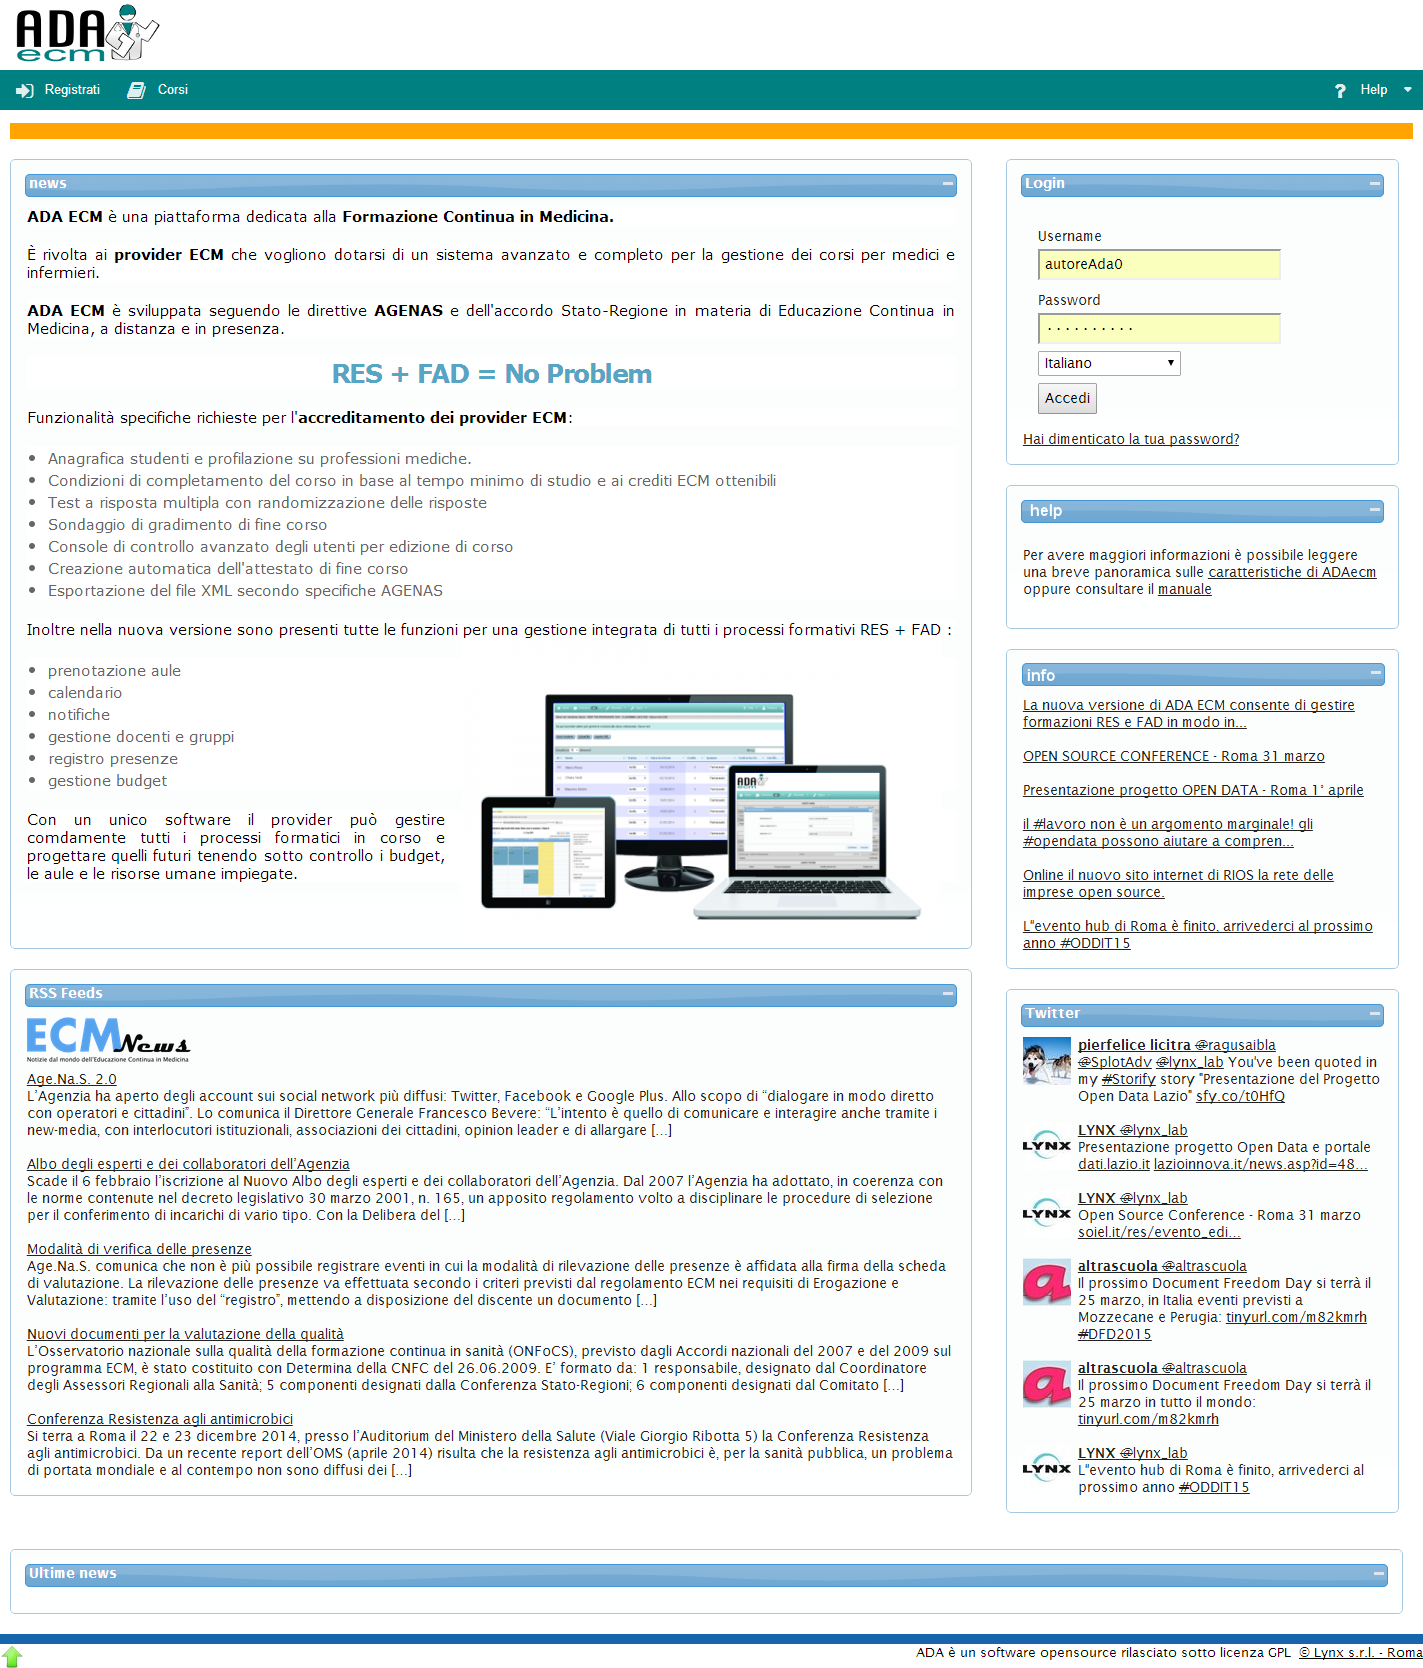 ADA
ecm
Registrati
Corsi
Help
news
ADA ECM è una piattaforma dedicata alla Formazione Continua in Medicina.
È rivolta ai provider ECM che vogliono dotarsi di un sistema avanzato e completo per la gestione dei corsi per medici e
infermieri.
ADA ECM è sviluppata seguendo le direttive AGENAS e dell'accordo Stato-Regione in materia di Educazione Continua in
Medicina, a distanza e in presenza.
RES + FAD = No Problem
Funzionalità specifiche richieste per l'accreditamento dei provider ECM:
• Anagrafica studenti e profilazione su professioni mediche.
• Condizioni di completamento del corso in base al tempo minimo di studio e ai crediti ECM ottenibili
• Test a risposta multipla con randomizzazione delle risposte
• Sondaggio di gradimento di fine corso
• Console di controllo avanzato degli utenti per edizione di corso
• Creazione automatica dell'attestato di fine corso
• Esportazione del file XML secondo specifiche AGENAS
Inoltre nella nuova versione sono presenti tutte le funzioni per una gestione integrata di tutti i processi formativi RES + FAD :
• prenotazione aule
• calendario
• notifiche
• gestione docenti e gruppi
• registro presenze
• gestione budget
Con un unico software il provider può gestire
comdamente tutti i processi formatici in corso e
progettare quelli futuri tenendo sotto controllo i budget,
le aule e le risorse umane impiegate.
ADA
RSS Feeds
ECM News
Notizie dal mondo dell'Educazione Continua in Medicina
Age.Na.S. 2.0
L’Agenzia ha aperto degli account sui social network più diffusi: Twitter, Facebook e Google Plus. Allo scopo di “dialogare in modo diretto
con operatori e cittadini”. Lo comunica il Direttore Generale Francesco Bevere: “L’intento è quello di comunicare e interagire anche tramite i
new-media, con interlocutori istituzionali, associazioni dei cittadini, opinion leader e di allargare [...]
Albo degli esperti e dei collaboratori dell’Agenzia
Scade il 6 febbraio l’iscrizione al Nuovo Albo degli esperti e dei collaboratori dell’Agenzia. Dal 2007 l’Agenzia ha adottato, in coerenza con
le norme contenute nel decreto legislativo 30 marzo 2001, n. 165, un apposito regolamento volto a disciplinare le procedure di selezione
per il conferimento di incarichi di vario tipo. Con la Delibera del [...]
Modalità di verifica delle presenze
Age.Na.S. comunica che non è più possibile registrare eventi in cui la modalità di rilevazione delle presenze è affidata alla firma della scheda
di valutazione. La rilevazione delle presenze va effettuata secondo i criteri previsti dal regolamento ECM nei requisiti di Erogazione e
Valutazione: tramite l’uso del “registro”, mettendo a disposizione del discente un documento [...]
Nuovi documenti per la valutazione della qualità
L’Osservatorio nazionale sulla qualità della formazione continua in sanità (ONFoCS), previsto dagli Accordi nazionali del 2007 e del 2009 sul
programma ECM, è stato costituito con Determina della CNFC del 26.06.2009. E’ formato da: 1 responsabile, designato dal Coordinatore
degli Assessori Regionali alla Sanità; 5 componenti designati dalla Conferenza Stato-Regioni; 6 componenti designati dal Comitato [...]
Conferenza Resistenza agli antimicrobici
Si terra a Roma il 22 e 23 dicembre 2014, presso l’Auditorium del Ministero della Salute (Viale Giorgio Ribotta 5) la Conferenza Resistenza
agli antimicrobici. Da un recente report dell’OMS (aprile 2014) risulta che la resistenza agli antimicrobici è, per la sanità pubblica, un problema
di portata mondiale e al contempo non sono diffusi dei [...]
Login
Username
autoreAda0
Password
··········
Italiano
Accedi
Hai dimenticato la tua password?
help
Per avere maggiori informazioni è possibile leggere
una breve panoramica sulle caratteristiche di ADAecm
oppure consultare il manuale
info
La nuova versione di ADA ECM consente di gestire
formazioni RES e FAD in modo in...
OPEN SOURCE CONFERENCE - Roma 31 marzo
Presentazione progetto OPEN DATA - Roma 1° aprile
il #lavoro non è un argomento marginale! gli
#opendata possono aiutare a compren...
Online il nuovo sito internet di RIOS la rete delle
imprese open source.
L"evento hub di Roma è finito, arrivederci al prossimo
anno #ODDIT15
Twitter
pierfelice licitra @ragusaibla
@SplotAdv @lynx_lab You've been quoted in
my #Storify story "Presentazione del Progetto
Open Data Lazio" sfy.co/t0HfQ
LYNX
LYNX @lynx_lab
Presentazione progetto Open Data e portale
dati.lazio.it lazioinnova.it/news.asp?id=48...
LYNX
LYNX @lynx_lab
Open Source Conference - Roma 31 marzo
soiel.it/res/evento_edi...
a
altrascuola @altrascuola
Il prossimo Document Freedom Day si terrà il
25 marzo, in Italia eventi previsti a
Mozzecane e Perugia: tinyurl.com/m82kmrh
#DFD2015
a
altrascuola @altrascuola
Il prossimo Document Freedom Day si terrà il
25 marzo in tutto il mondo:
tinyurl.com/m82kmrh
LYNX
LYNX @lynx_lab
L"evento hub di Roma è finito, arrivederci al
prossimo anno #ODDIT15
Ultime news
ADA è un software opensource rilasciato sotto licenza GPL © Lynx s.r.l. - Roma